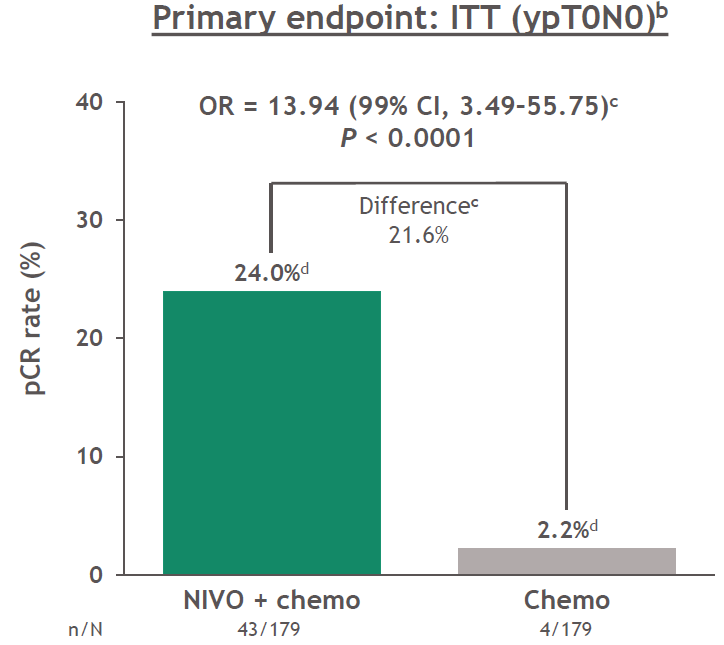 Primary endpoint: ITT (ypT0N0)ᵇ
OR = 13.94 (99% CI, 3.49–55.75)ᶜ
P < 0.0001
Differenceᶜ
21.6%
24.0%ᵈ
2.2%ᵈ
pCR rate (%)
40
30
20
10
0
NIVO + chemo
Chemo
n/N
43/179
4/179